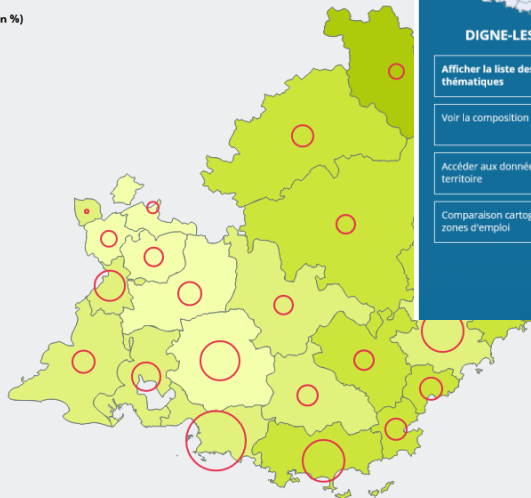 n %)
DIGNE-LES
Afficher la liste des
thématiques
Voir la composition
Accéder aux donnée
territoire
Comparaison cartog
zones d'emploi